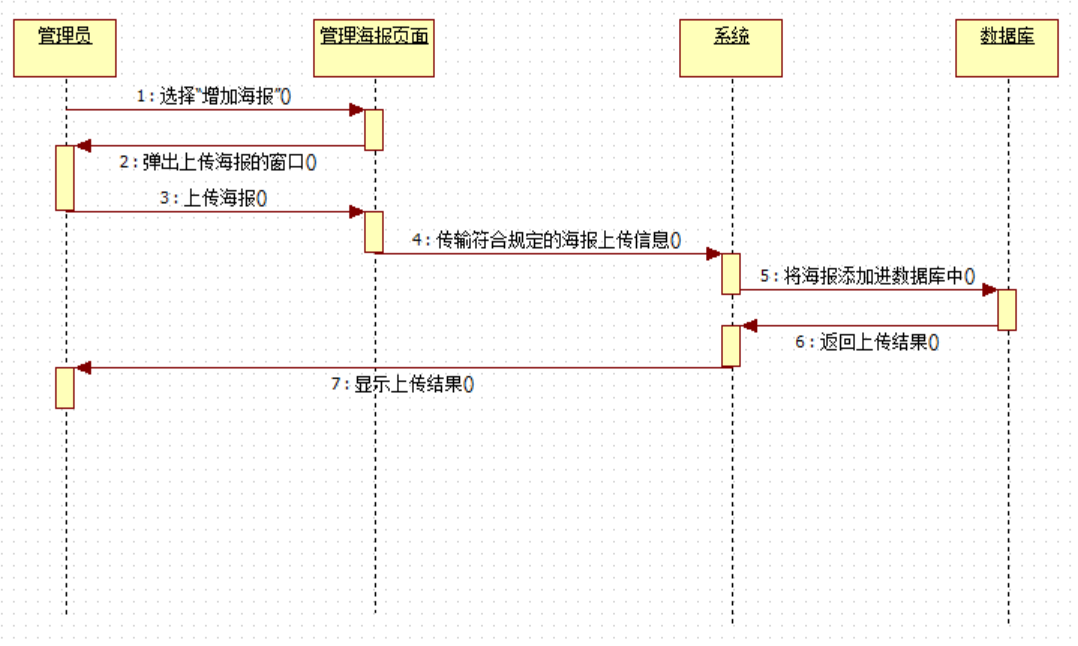 管理员
管理海报页面
系统
数据库
1：选择“增加海报”()
2：弹出上传海报的窗口()
3：上传海报()
4：传输符合规定的海报上传信息()
5：将海报添加进数据库中()
6：返回上传结果()
7：显示上传结果()